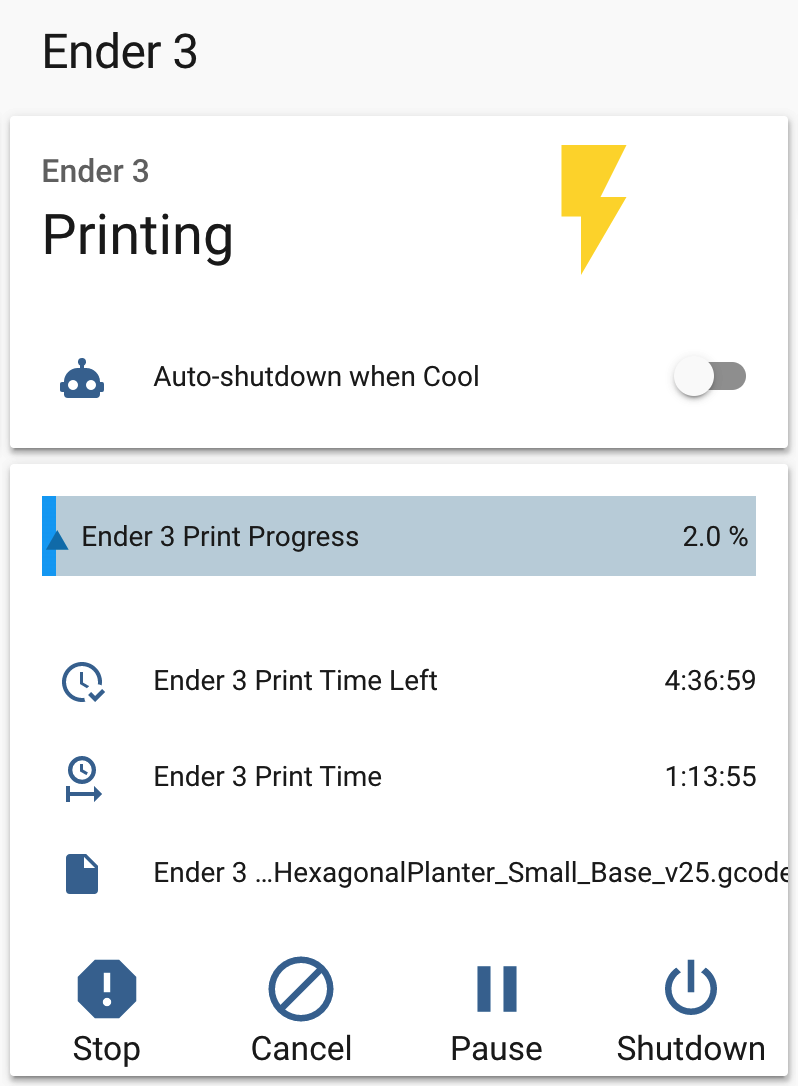 Ender 3
Ender 3
Printing
Auto-shutdown when Cool
Ender 3 Print Progress 2.0 %
Ender 3 Print Time Left 4:36:59
Ender 3 Print Time 1:13:55
Ender 3 ...HexagonalPlanter_Small_Base_v25.gcode
Stop Cancel Pause Shutdown